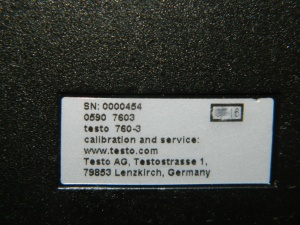 SN: 0000454
0590 7603
testo 760-3
calibration and service:
www.testo.com
Testo AG, Testostrasse 1,
79853 Lenzkirch, Germany